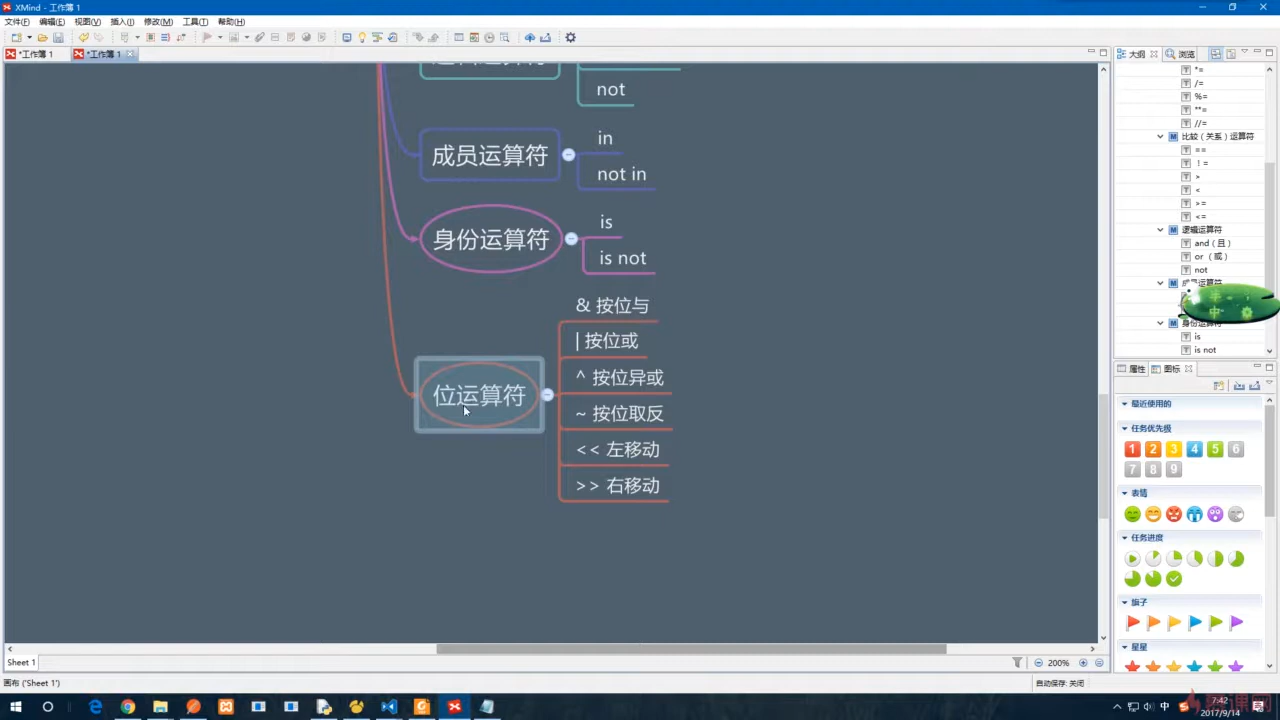 XMind - 工作簿 1
文件(F) 编辑(E) 视图(V) 插入(I) 修改(M) 工具(T) 帮助(H)
*工作簿 1
*工作簿 1
not
成员运算符
in
not in
身份运算符
is
is not
位运算符
& 按位与
| 按位或
^ 按位异或
~ 按位取反
<< 左移动
>> 右移动
大纲
浏览
*=
/=
%=
**=
//=
比较（关系）运算符
==
！=
>
<
>=
<=
逻辑运算符
and（且）
or（或）
not
身份运算符
is
is not
属性
图标
最近使用的
任务优先级
1 2 3 4 5 6
7 8 9
表情
任务进度
旗子
星星
Sheet 1
200%
画布 ('Sheet 1')
自动保存: 关闭
中
7:42
2017/9/14